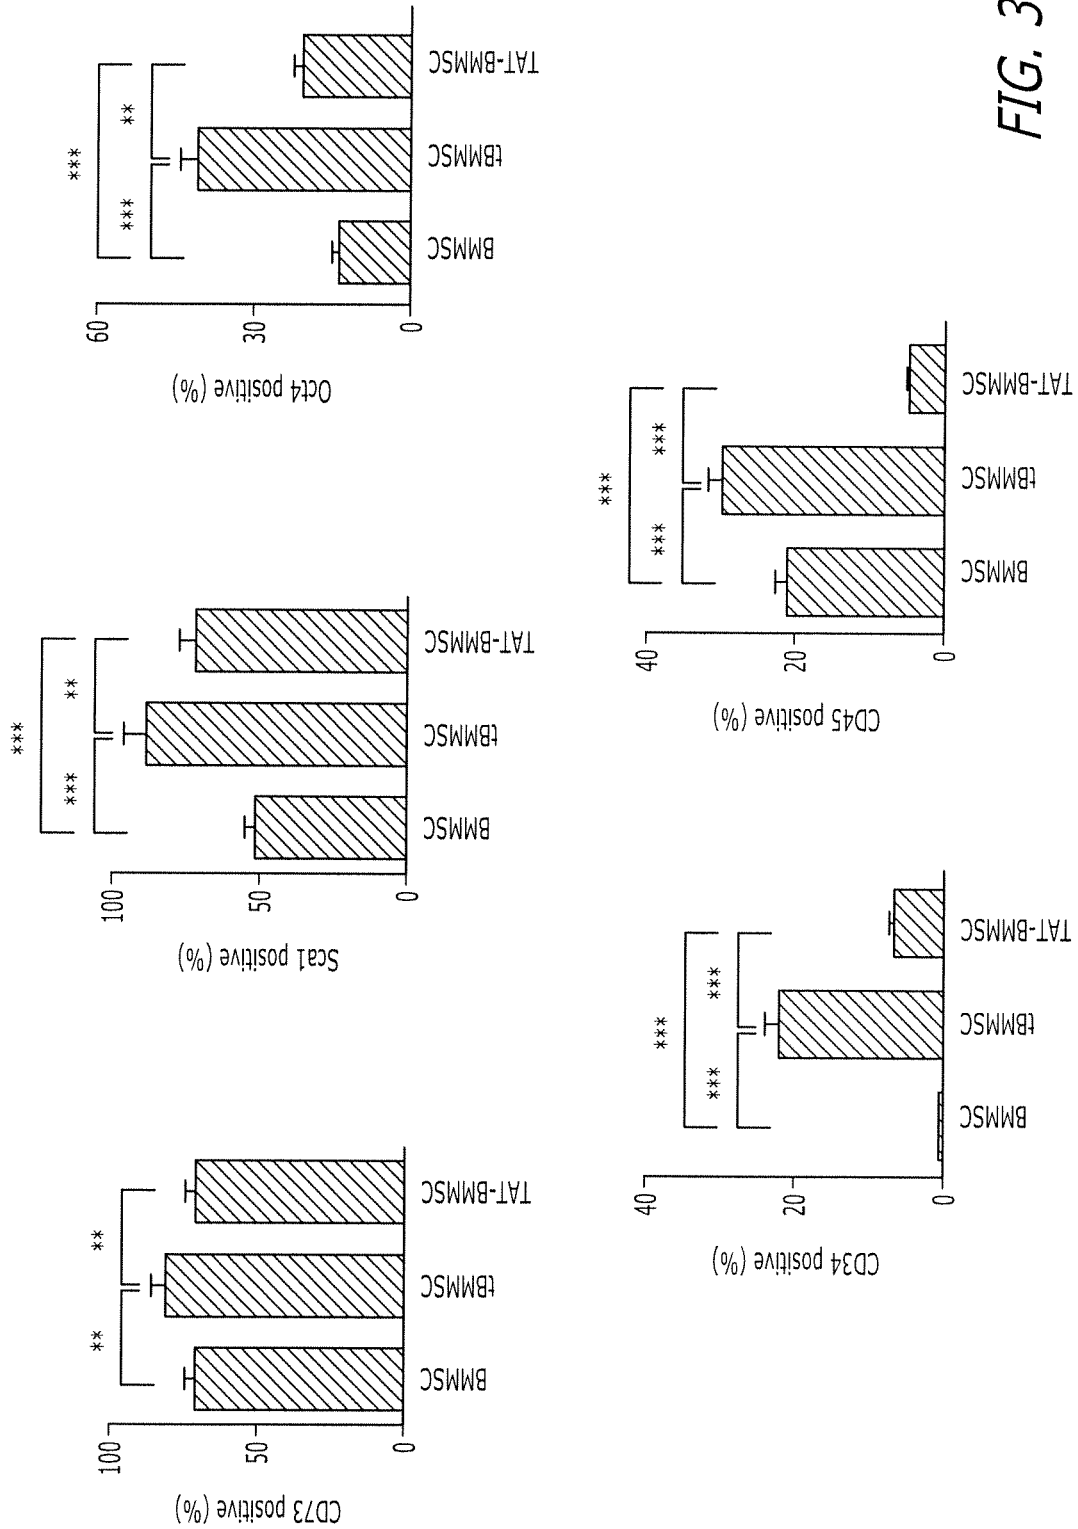 CD73 positive (%)
100
50
0
**
**
BMMSC
tBMMSC
TAT-BMMSC
Sca1 positive (%)
100
50
0
***
***
**
BMMSC
tBMMSC
TAT-BMMSC
Oct4 positive (%)
60
30
0
***
***
**
BMMSC
tBMMSC
TAT-BMMSC
CD34 positive (%)
40
20
0
***
***
***
BMMSC
tBMMSC
TAT-BMMSC
CD45 positive (%)
40
20
0
***
***
***
BMMSC
tBMMSC
TAT-BMMSC
FIG. 3